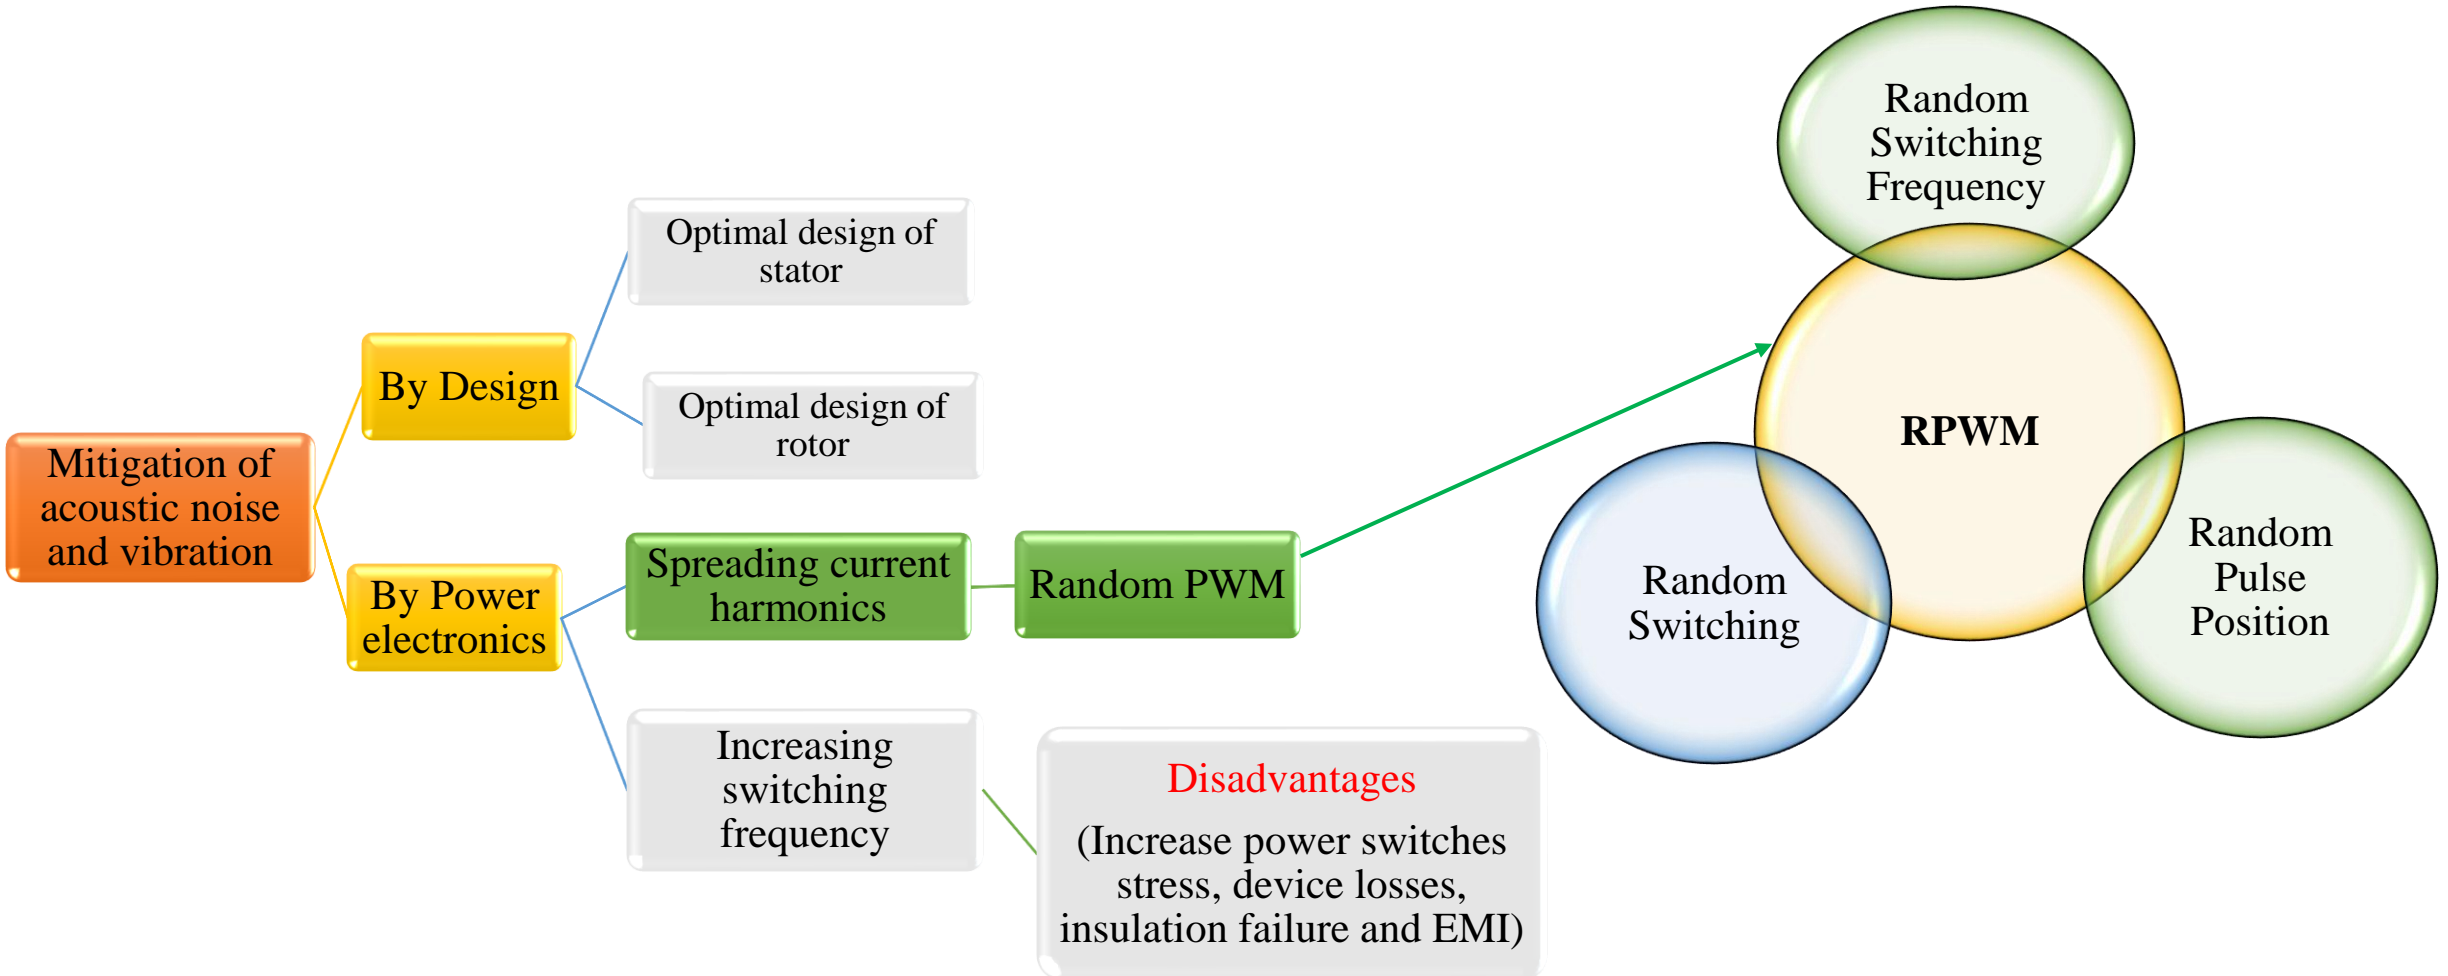 Mitigation of
acoustic noise
and vibration
By Design
Optimal design of
stator
Optimal design of
rotor
By Power
electronics
Spreading current
harmonics
Random PWM
Increasing
switching
frequency
Disadvantages
(Increase power switches
stress, device losses,
insulation failure and EMI)
Random
Switching
Frequency
RPWM
Random
Switching
Random
Pulse
Position